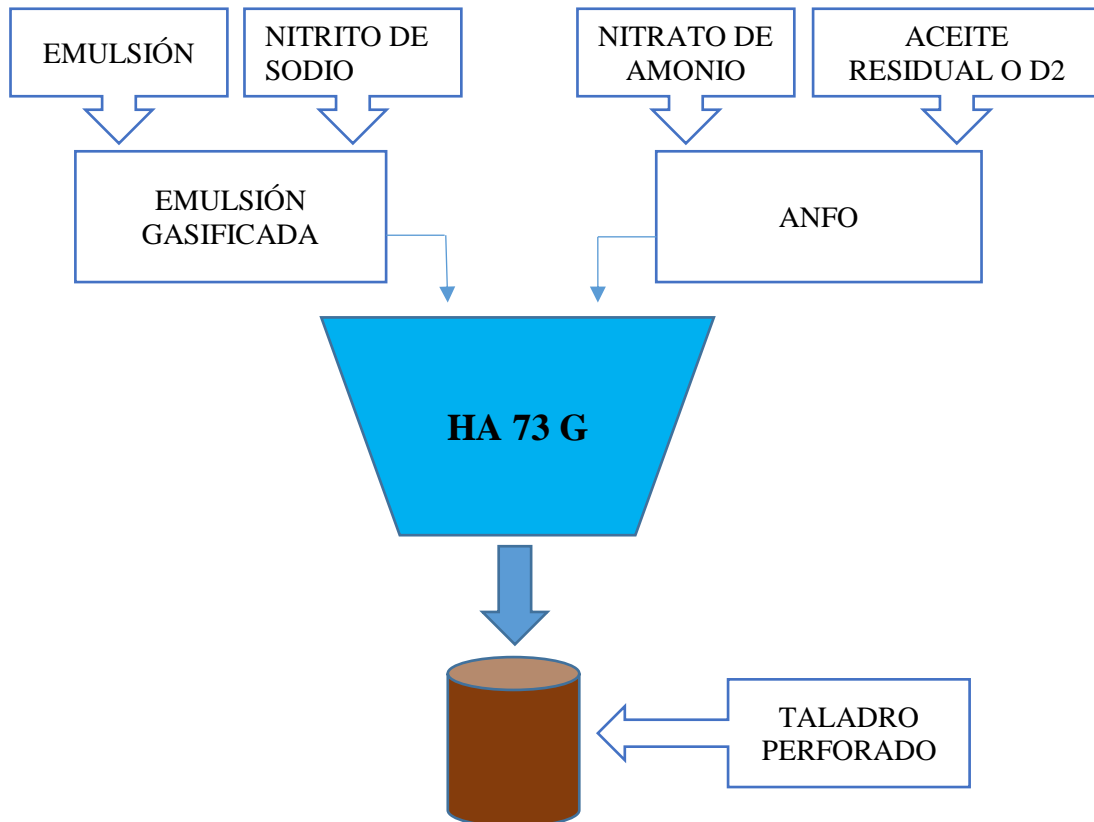 EMULSIÓN
NITRITO DE
SODIO
NITRATO DE
AMONIO
ACEITE
RESIDUAL O D2
EMULSIÓN
GASIFICADA
ANFO
HA 73 G
TALADRO
PERFORADO